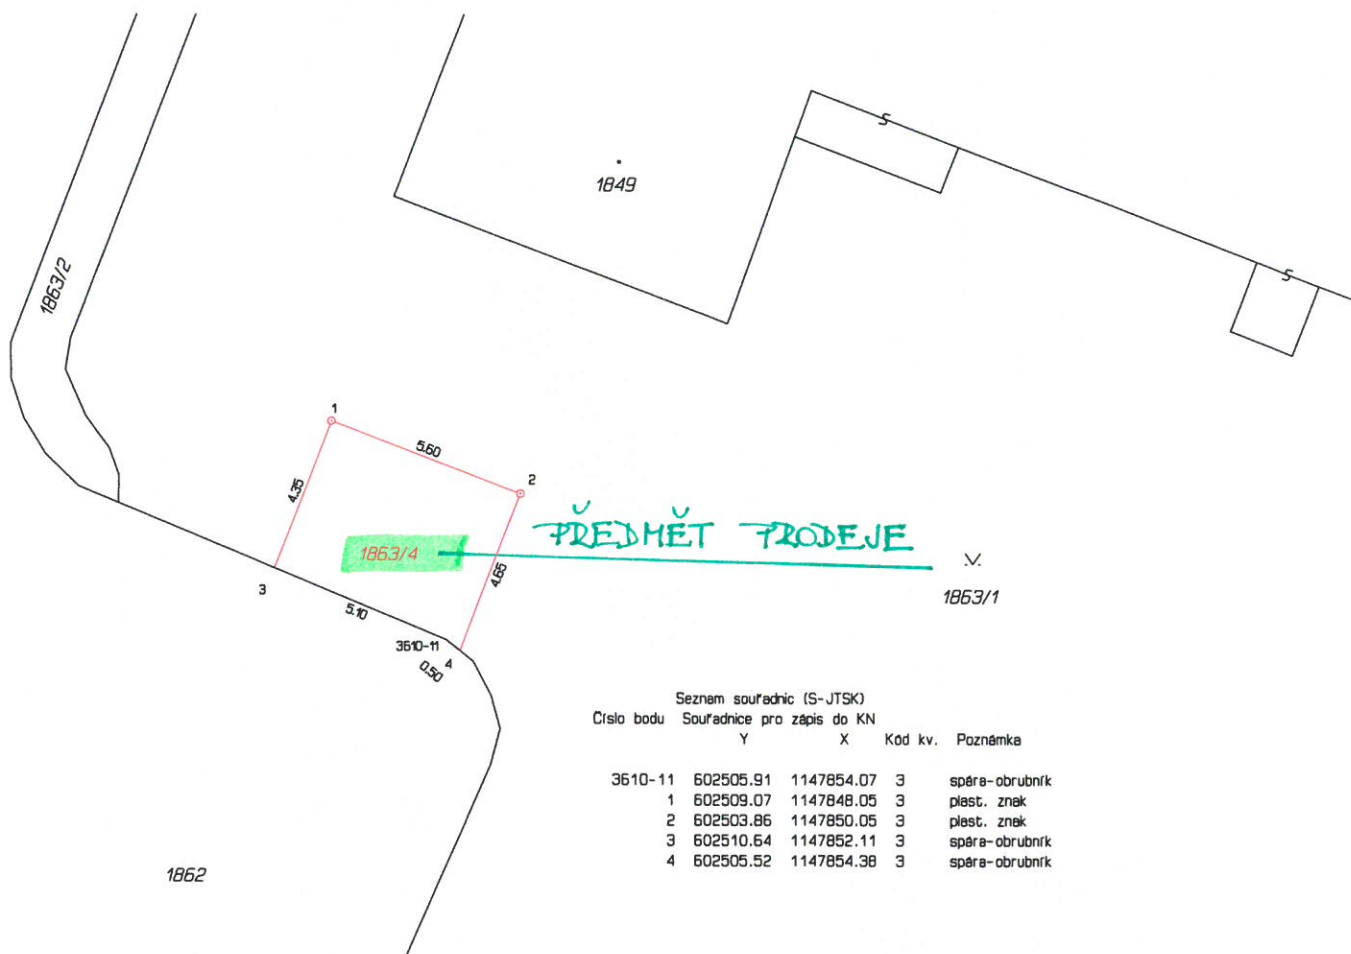 S
1849
1863/2
S
1
5.60
2
4.35
PŘEDMĚT PRODEJE
1863/4
4.65
3
1863/1
5.10
3610-11
4
0.50
Seznam souřadnic (S-JTSK)
Číslo bodu Souřadnice pro zápis do KN
Y X Kód kv. Poznámka
3610-11 602505.91 1147854.07 3 spára-obrubník
1 602509.07 1147848.05 3 plast. znak
2 602503.86 1147850.05 3 plast. znak
3 602510.64 1147852.11 3 spára-obrubník
4 602505.52 1147854.38 3 spára-obrubník
1862